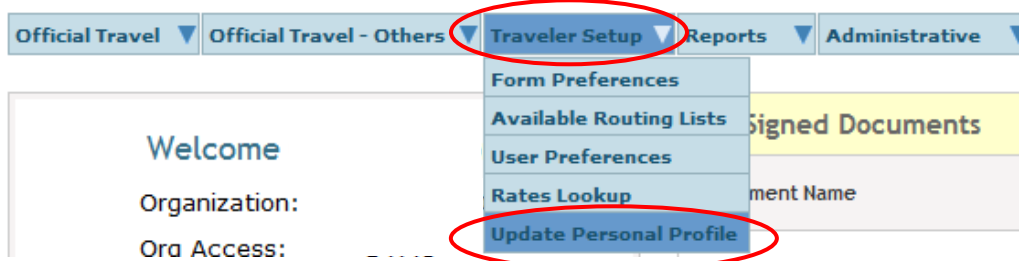 Official Travel Official Travel - Others Traveler Setup Reports Administrative
Form Preferences
Available Routing Lists
User Preferences
Rates Lookup
Update Personal Profile
Welcome
Organization:
Org Access:
Signed Documents
ment Name